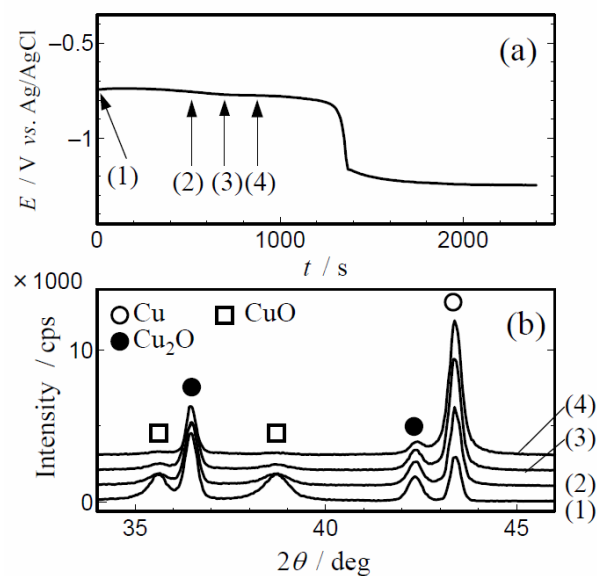 (a)
E / V vs. Ag/AgCl
−0.5
−1
(1)
(2)
(3)
(4)
0
1000
2000
t / s
× 1000
(b)
Intensity / cps
10
0
Cu
CuO
Cu₂O
(4)
(3)
(2)
(1)
35
40
45
2θ / deg